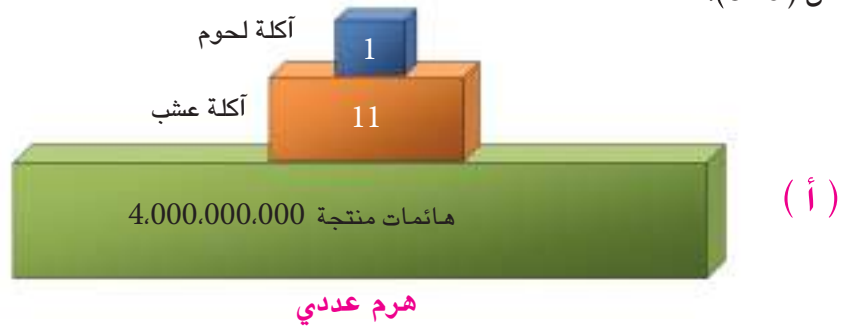 آكلة لحوم
1
آكلة عشب
11
هائمات منتجة 4،000،000،000
( أ )
هرم عددي